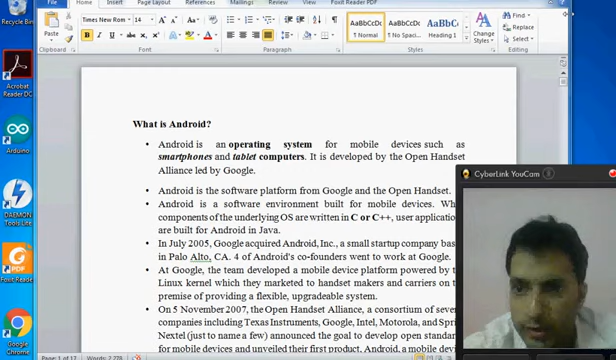 Home Insert Page Layout References Mailings Review View Foxit Reader PDF
Recycle Bin
Paste
Times New Ron
14
Find
Replace
Select
AaBbCcDc
AaBbCcDc
AaBbC
Normal
No Spaci...
Heading 1
Change
Styles
Clipboard
Font
Paragraph
Styles
Editing
Acrobat
Reader DC
Arduino
DAEMON
Tools Lite
Foxit Reader
Google
Chrome
What is Android?
• Android is an operating system for mobile devices such as
smartphones and tablet computers. It is developed by the Open Handset
Alliance led by Google.
• Android is the software platform from Google and the Open Handset.
• Android is a software environment built for mobile devices.
components of the underlying OS are written in C or C++, user application
are built for Android in Java.
• In July 2005, Google acquired Android, Inc., a small startup company
in Palo Alto, CA. 4 of Android's co-founders went to work at Google.
• At Google, the team developed a mobile device platform powered by
Linux kernel which they marketed to handset makers and carriers on
premise of providing a flexible, upgradeable system.
• On 5 November 2007, the Open Handset Alliance, a consortium of
companies including Texas Instruments, Google, Intel, Motorola, and
Nextel (just to name a few) announced the goal to develop open
for mobile devices and unveiled their first product, Android, a mobile
CyberLink YouCam
Page: 1 of 12
Words: 2,278